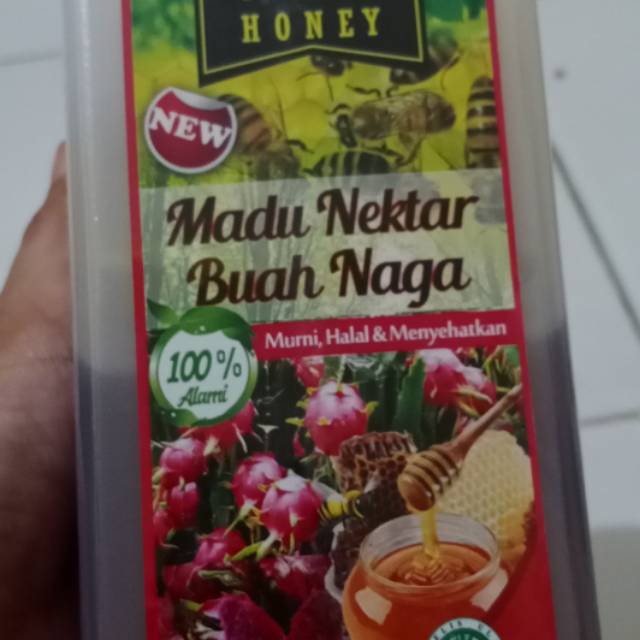 HONEY
NEW
Madu Nektar
Buah Naga
Murni, Halal & Menyehatkan
100%
Alami